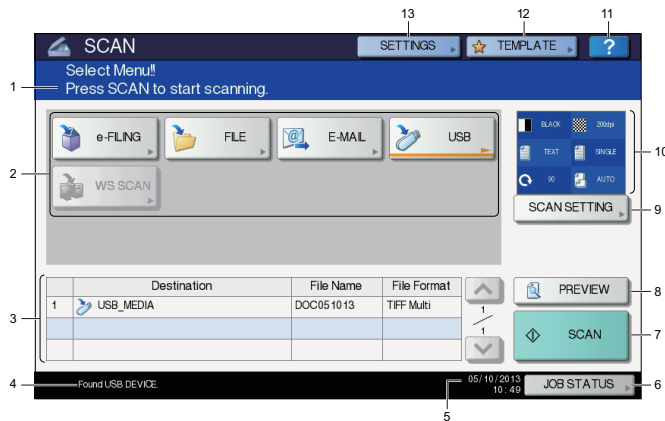 13
12
11
SCAN
SETTINGS
TEMPLATE
?
Select Menu!!
1
Press SCAN to start scanning.
e-FILING
FILE
E-MAIL
USB
BLACK
200dpi
TEXT
SINGLE
10
2
WS SCAN
90
AUTO
SCAN SETTING
9
Destination
File Name
File Format
1
USB_MEDIA
DOC051013
TIFF Multi
1
1
3
PREVIEW
8
SCAN
7
4
Found USB DEVICE.
05/10/2013
10:49
JOB STATUS
6
5